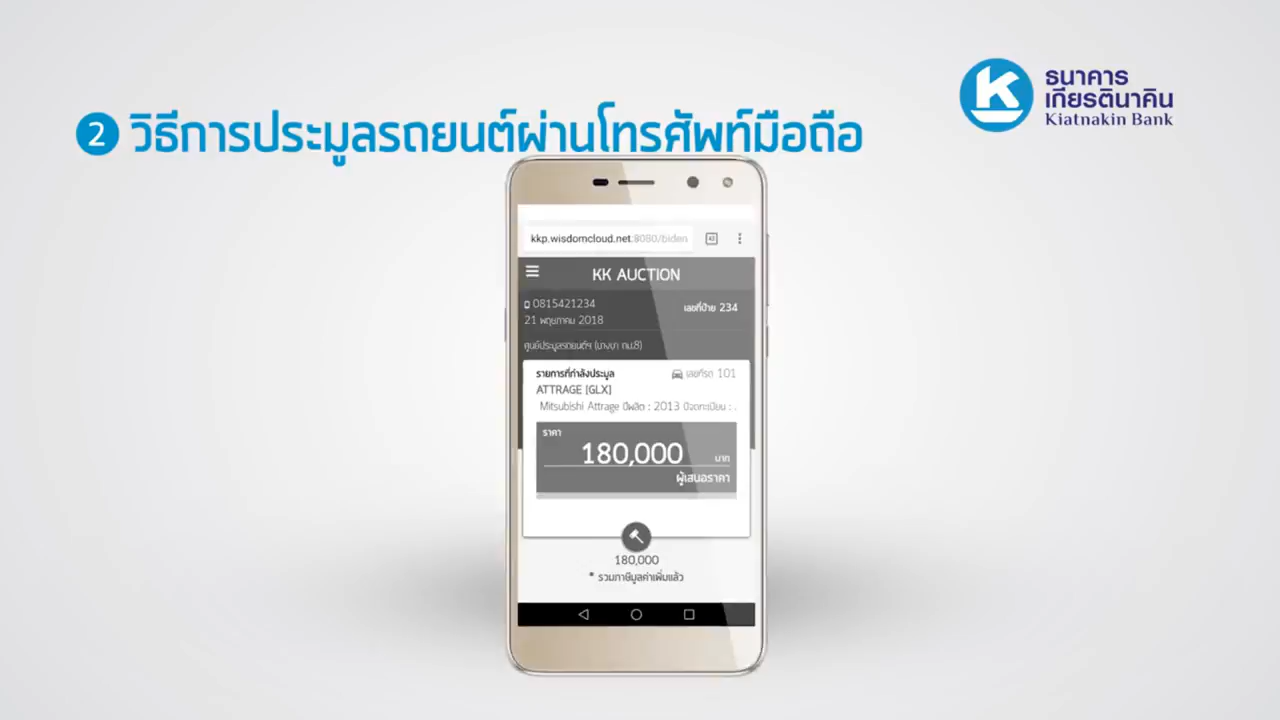 2 วิธีการประมูลรถยนต์ผ่านโทรศัพท์มือถือ
K ธนาคาร
เกียรตินาคิน
Kiatnakin Bank
kkp.wisdomcloud.net:8080/biden
43
KK AUCTION
0815421234
เลขที่ป้าย 234
21 พฤษภาคม 2018
ศูนย์ประมูลรถยนต์ฯ (บางนา กม.8)
รายการที่กำลังประมูล
เลขที่รถ 101
ATTRAGE [GLX]
Mitsubishi Attrage ปีผลิต : 2013 ปีจดทะเบียน : .
ราคา
180,000 บาท
ผู้เสนอราคา
180,000
* รวมภาษีมูลค่าเพิ่มแล้ว